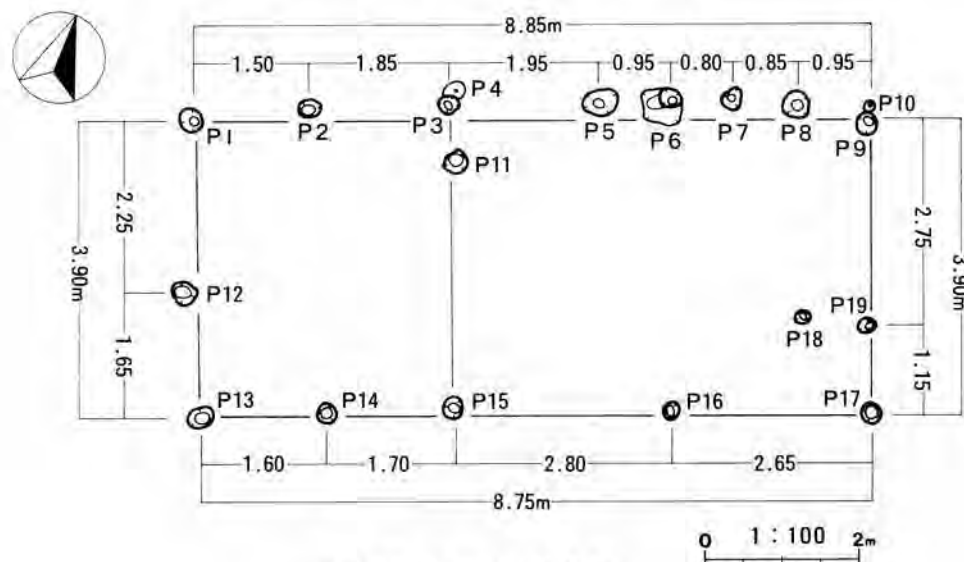 8.85m
1.50
1.85
1.95
0.95
0.80
0.85
0.95
P4
P10
P1
P2
P3
P5
P6
P7
P8
P9
P11
2.25
2.75
3.90m
3.90m
P12
P19
P18
1.65
1.15
P13
P14
P15
P16
P17
1.60
1.70
2.80
2.65
8.75m
0 1:100 2m